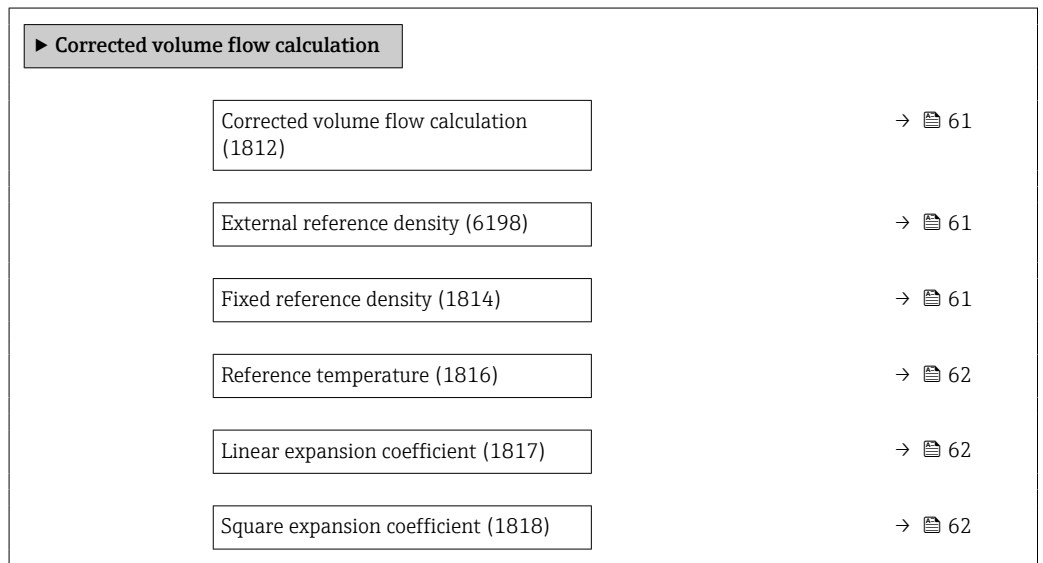 ▶ Corrected volume flow calculation
Corrected volume flow calculation → 61
(1812)
External reference density (6198) → 61
Fixed reference density (1814) → 61
Reference temperature (1816) → 62
Linear expansion coefficient (1817) → 62
Square expansion coefficient (1818) → 62